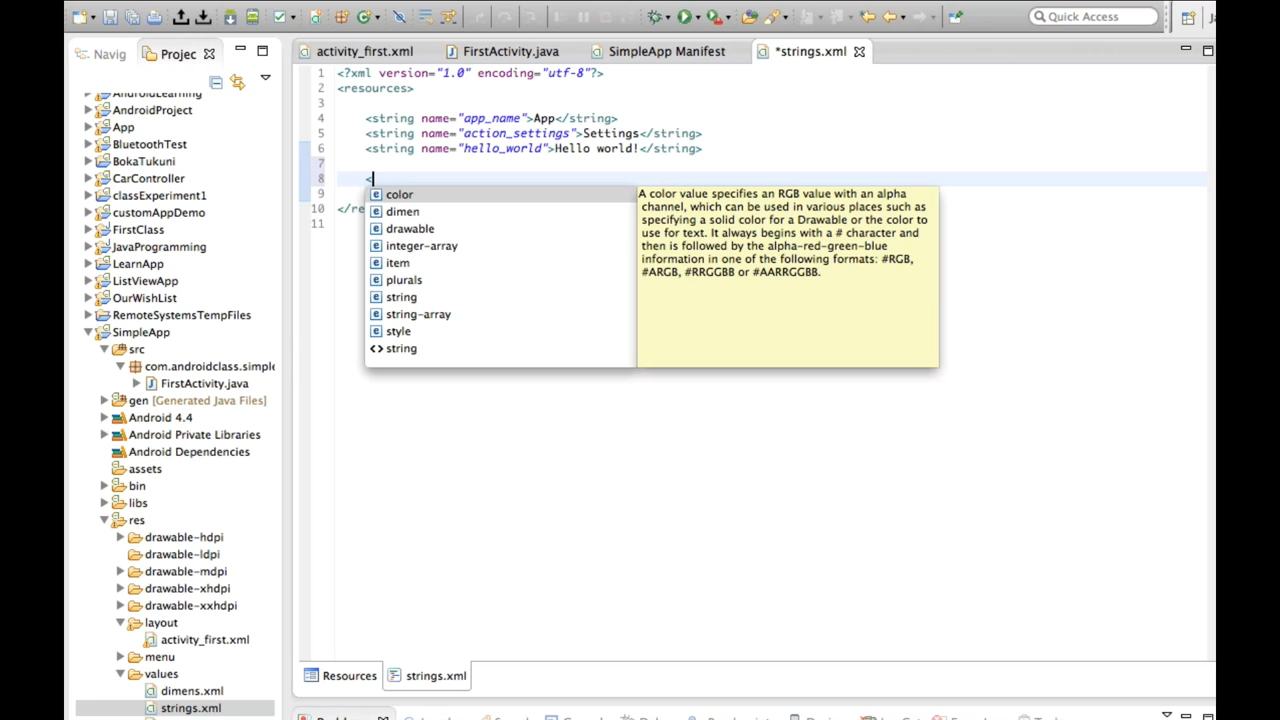 Quick Access
Navig
Projec
activity_first.xml
FirstActivity.java
SimpleApp Manifest
*strings.xml
AndroidLearning
AndroidProject
App
BluetoothTest
BokaTukuni
CarController
classExperiment1
customAppDemo
FirstClass
JavaProgramming
LearnApp
ListViewApp
OurWishList
RemoteSystemsTempFiles
SimpleApp
src
com.androidclass.simple
FirstActivity.java
gen [Generated Java Files]
Android 4.4
Android Private Libraries
Android Dependencies
assets
bin
libs
res
drawable-hdpi
drawable-ldpi
drawable-mdpi
drawable-xhdpi
drawable-xxhdpi
layout
activity_first.xml
menu
values
dimens.xml
strings.xml
1 <?xml version="1.0" encoding="utf-8"?>
2 <resources>
3
4 <string name="app_name">App</string>
5 <string name="action_settings">Settings</string>
6 <string name="hello_world">Hello world!</string>
7
8 <
9
10 </re
11
color
dimen
drawable
integer-array
item
plurals
string
string-array
style
<> string
A color value specifies an RGB value with an alpha
channel, which can be used in various places such as
specifying a solid color for a Drawable or the color to
use for text. It always begins with a # character and
then is followed by the alpha-red-green-blue
information in one of the following formats: #RGB,
#ARGB, #RRGGBB or #AARRGGBB.
Resources
strings.xml